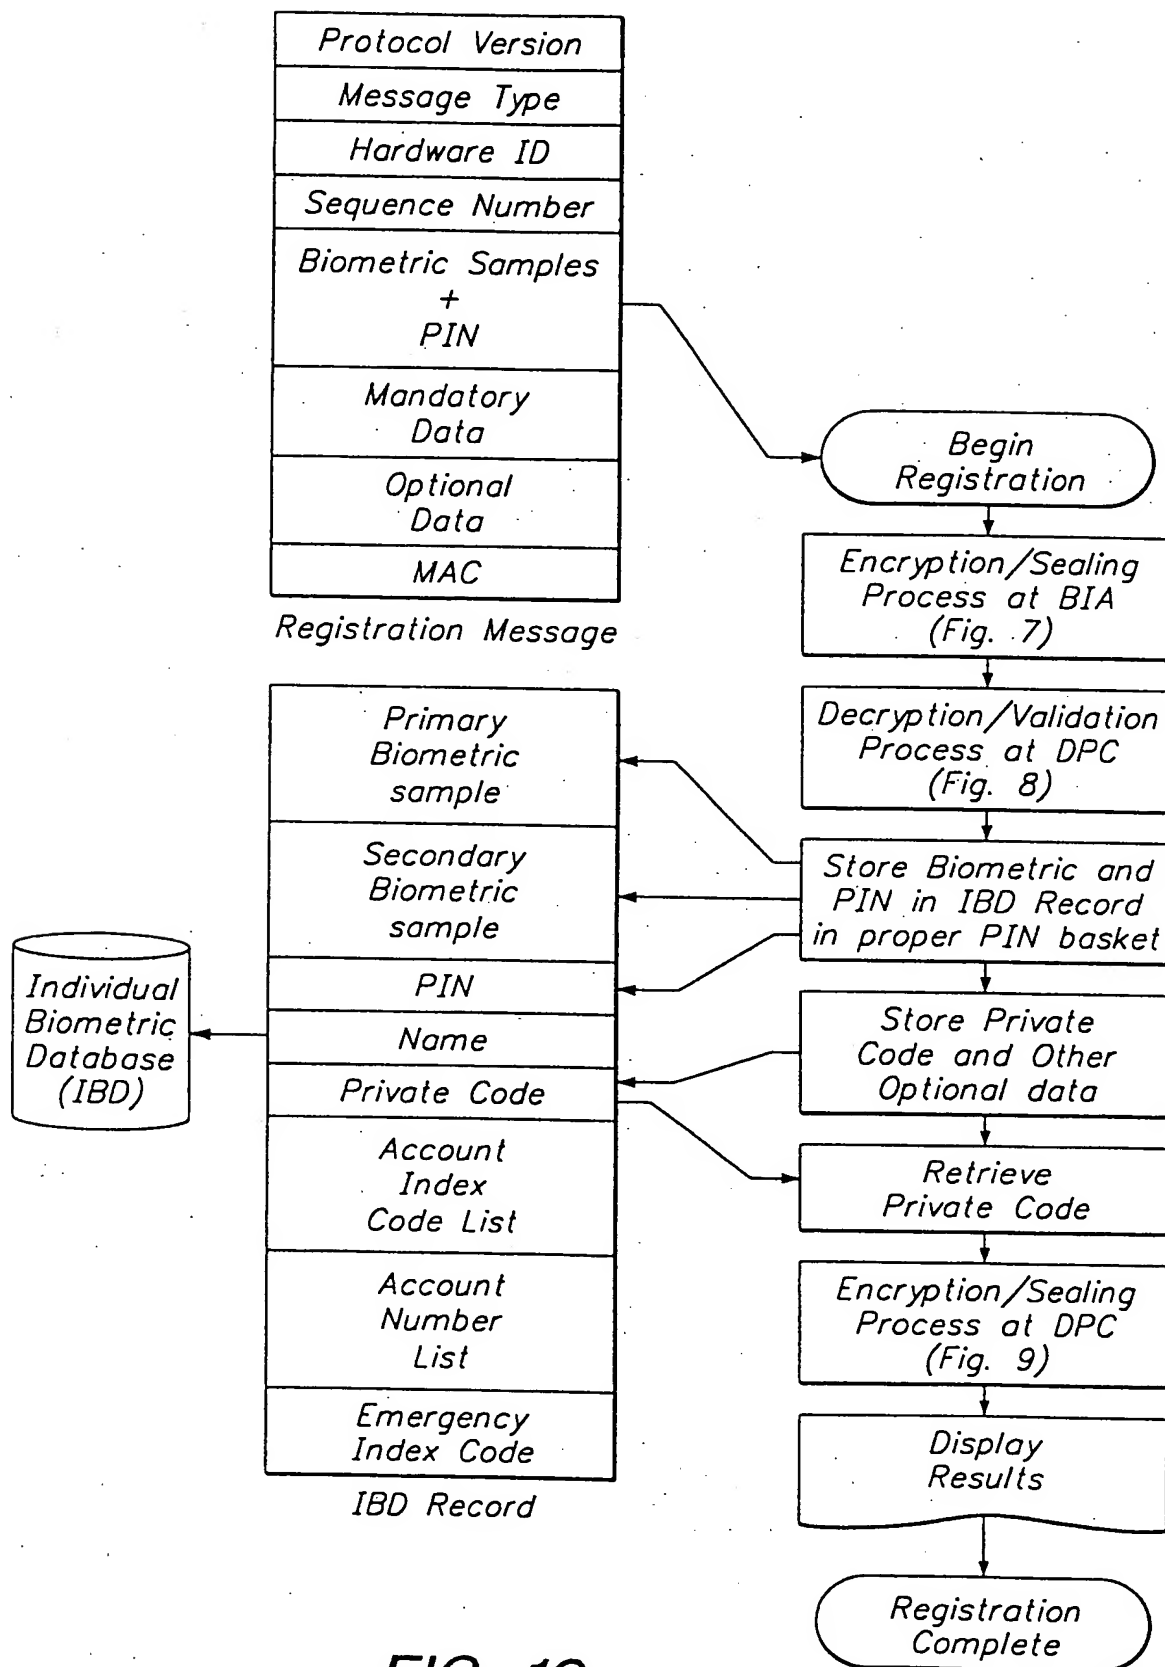 Protocol Version
Message Type
Hardware ID
Sequence Number
Biometric Samples
+
PIN
Mandatory
Data
Optional
Data
MAC
Registration Message
Begin
Registration
Encryption/Sealing
Process at BIA
(Fig. 7)
Decryption/Validation
Process at DPC
(Fig. 8)
Store Biometric and
PIN in IBD Record
in proper PIN basket
Store Private
Code and Other
Optional data
Retrieve
Private Code
Encryption/Sealing
Process at DPC
(Fig. 9)
Display
Results
Registration
Complete
Primary
Biometric
sample
Secondary
Biometric
sample
PIN
Name
Private Code
Account
Index
Code List
Account
Number
List
Emergency
Index Code
IBD Record
Individual
Biometric
Database
(IBD)